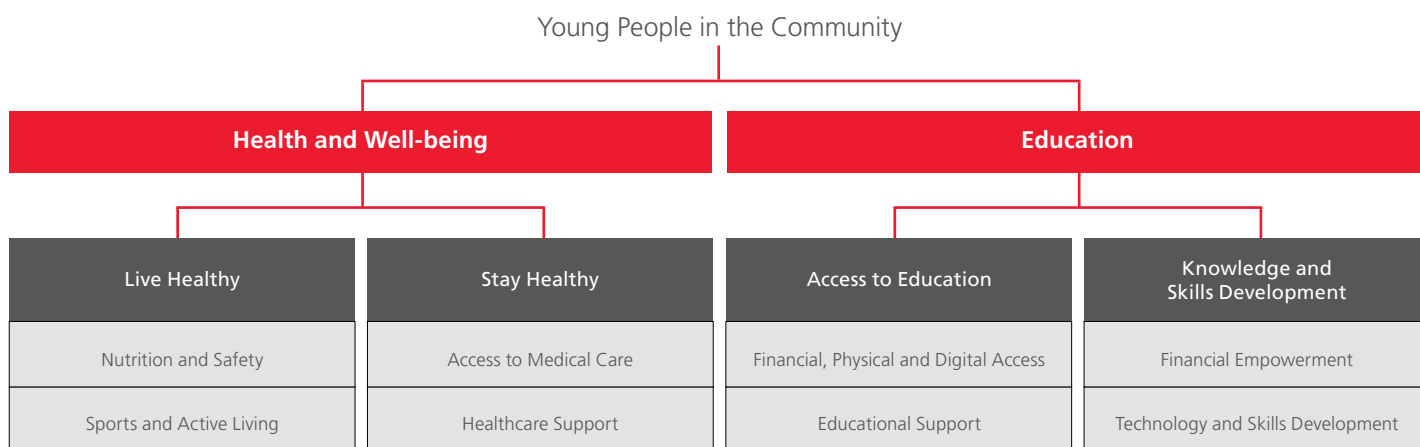 Young People in the Community
Health and Well-being
Education
Live Healthy
Stay Healthy
Access to Education
Knowledge and
Skills Development
Nutrition and Safety
Access to Medical Care
Financial, Physical and Digital Access
Financial Empowerment
Sports and Active Living
Healthcare Support
Educational Support
Technology and Skills Development